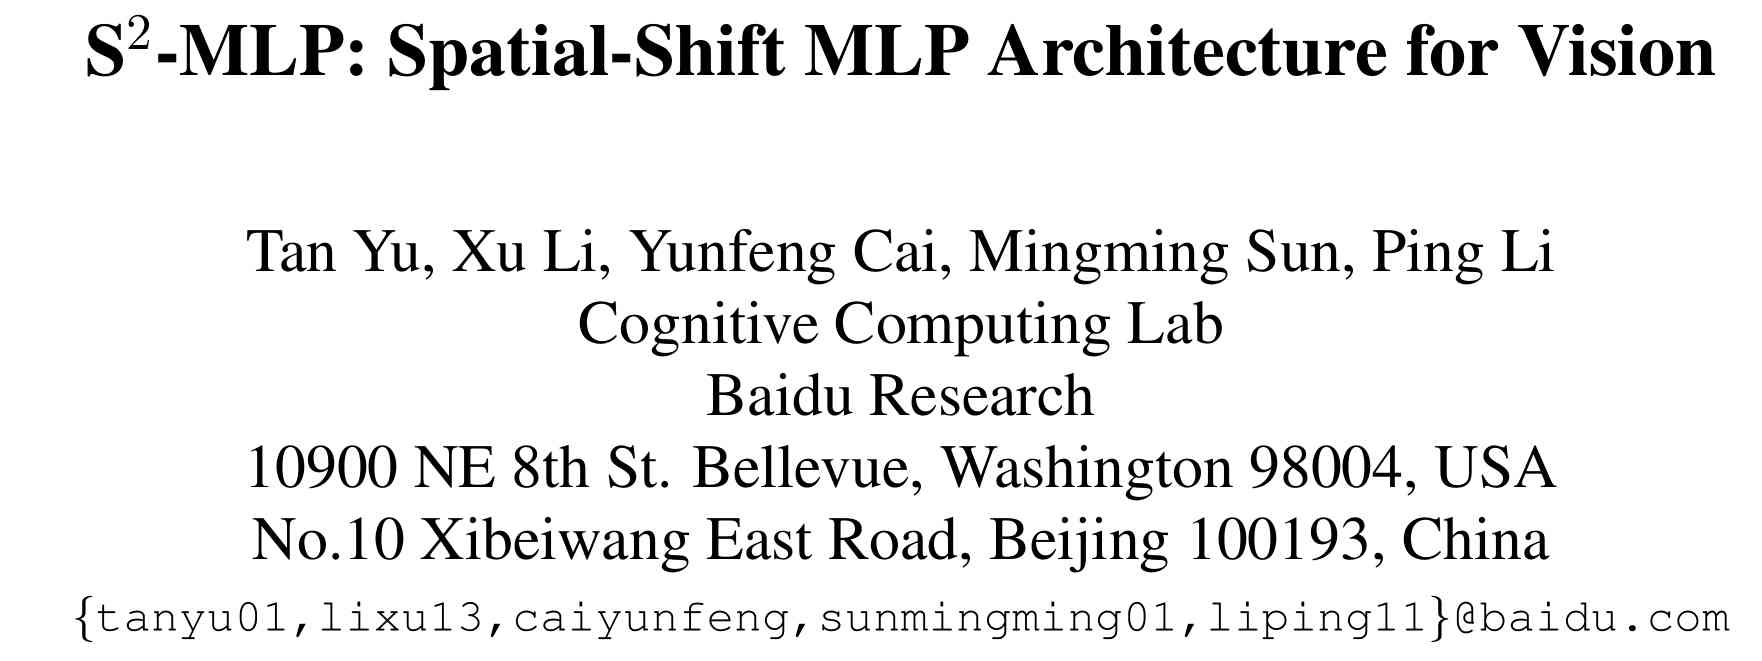 S²-MLP: Spatial-Shift MLP Architecture for Vision
Tan Yu, Xu Li, Yunfeng Cai, Mingming Sun, Ping Li
Cognitive Computing Lab
Baidu Research
10900 NE 8th St. Bellevue, Washington 98004, USA
No.10 Xibeiwang East Road, Beijing 100193, China
{tanyu01,lixu13,caiyunfeng,sunmingming01,liping11}@baidu.com